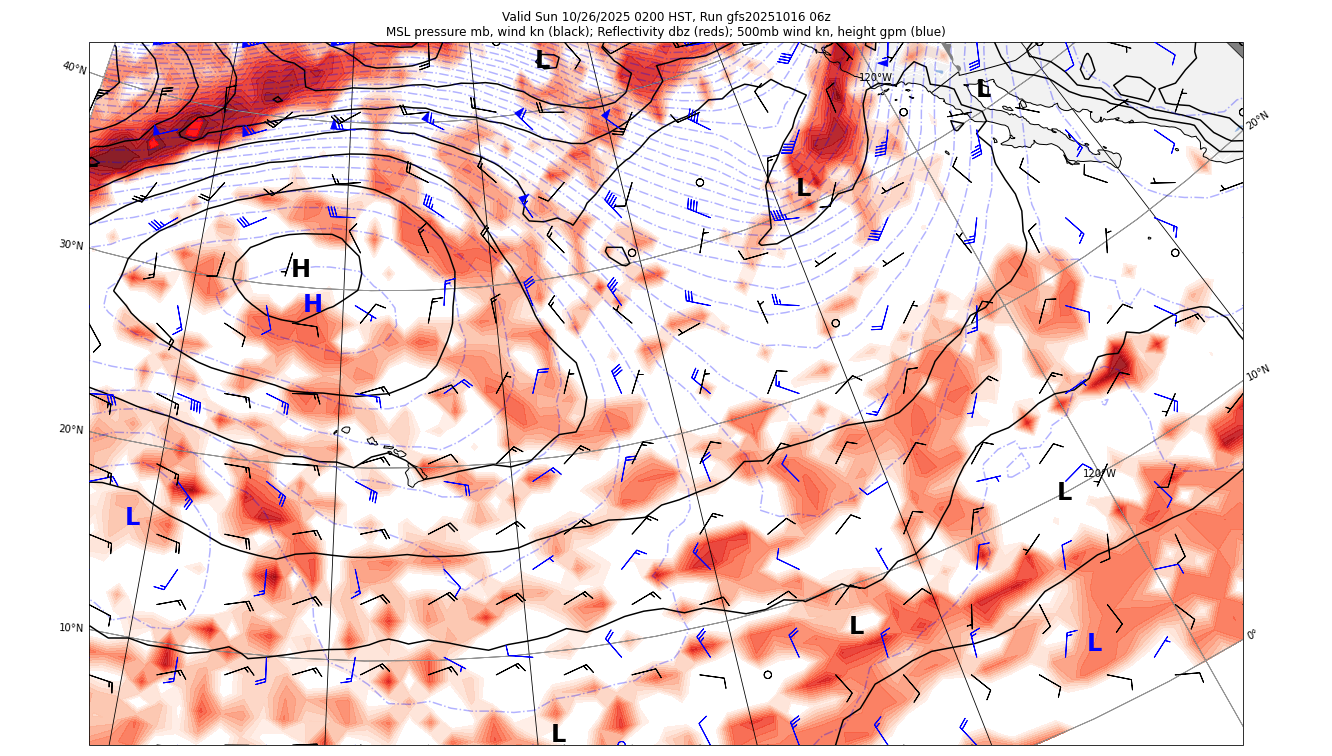 Valid Sun 10/26/2025 0200 HST, Run gfs20251016 06z
MSL pressure mb, wind kn (black); Reflectivity dbz (reds); 500mb wind kn, height gpm (blue)
L
40°N
120°W
L
20°N
L
30°N
H
H
10°N
20°N
120°W
L
L
10°N
L
0°
L
L